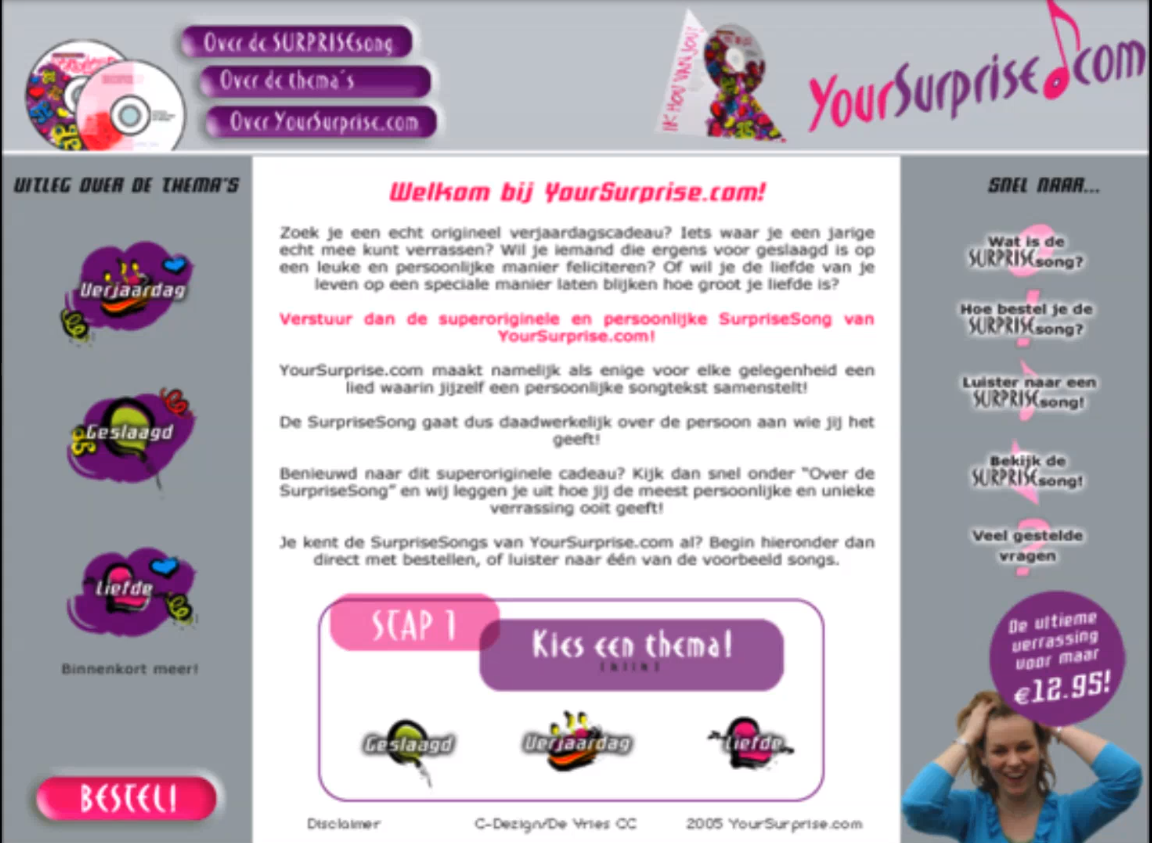 Over de SURPRISEsong
Over de thema's
Over YourSurprise.com
IK HOU VAN JOU!
YourSurprise.com
UITLEG OVER DE THEMA'S
Verjaardag
Geslaagd
Liefde
Binnenkort meer!
BESTEL!
Welkom bij YourSurprise.com!
Zoek je een echt origineel verjaardagscadeau? Iets waar je een jarige
echt mee kunt verrassen? Wil je iemand die ergens voor geslaagd is op
een leuke en persoonlijke manier feliciteren? Of wil je de liefde van je
leven op een speciale manier laten blijken hoe groot je liefde is?
Verstuur dan de superoriginele en persoonlijke SurpriseSong van
YourSurprise.com!
YourSurprise.com maakt namelijk als enige voor elke gelegenheid een
lied waarin jijzelf een persoonlijke songtekst samenstelt!
De SurpriseSong gaat dus daadwerkelijk over de persoon aan wie jij het
geeft!
Benieuwd naar dit superoriginele cadeau? Kijk dan snel onder “Over de
SurpriseSong” en wij leggen je uit hoe jij de meest persoonlijke en unieke
verrassing ooit geeft!
Je kent de SurpriseSongs van YourSurprise.com al? Begin hieronder dan
direct met bestellen, of luister naar één van de voorbeeld songs.
STAP 1
Kies een thema!
Geslaagd
Verjaardag
Liefde
Disclaimer
C-Dezign/De Vries CC
2005 YourSurprise.com
SNEL NAAR...
Wat is de
SURPRISEsong?
Hoe bestel je de
SURPRISEsong?
Luister naar een
SURPRISEsong!
Bekijk de
SURPRISEsong!
Veel gestelde
vragen
De ultieme
verrassing
voor maar
€12.95!